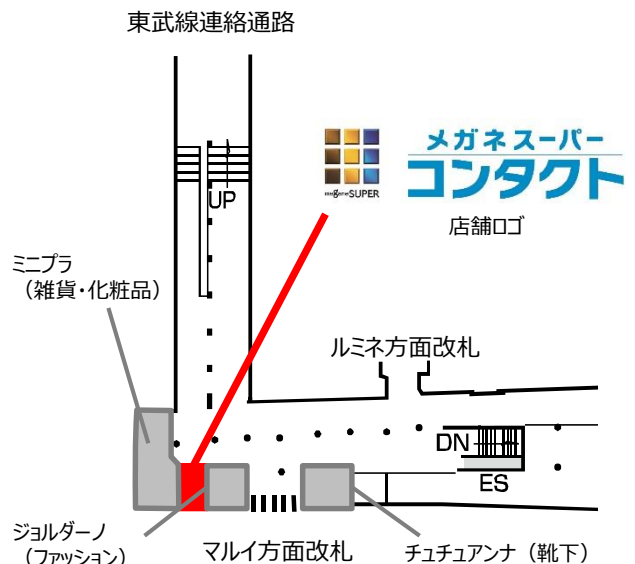 東武線連絡通路
メガネスーパー
コンタクト
meganeSUPER
店舗ロゴ
UP
ミニプラ
（雑貨・化粧品）
ルミネ方面改札
DN
ES
ジョルダーノ
（ファッション）
マルイ方面改札
チュチュアンナ（靴下）